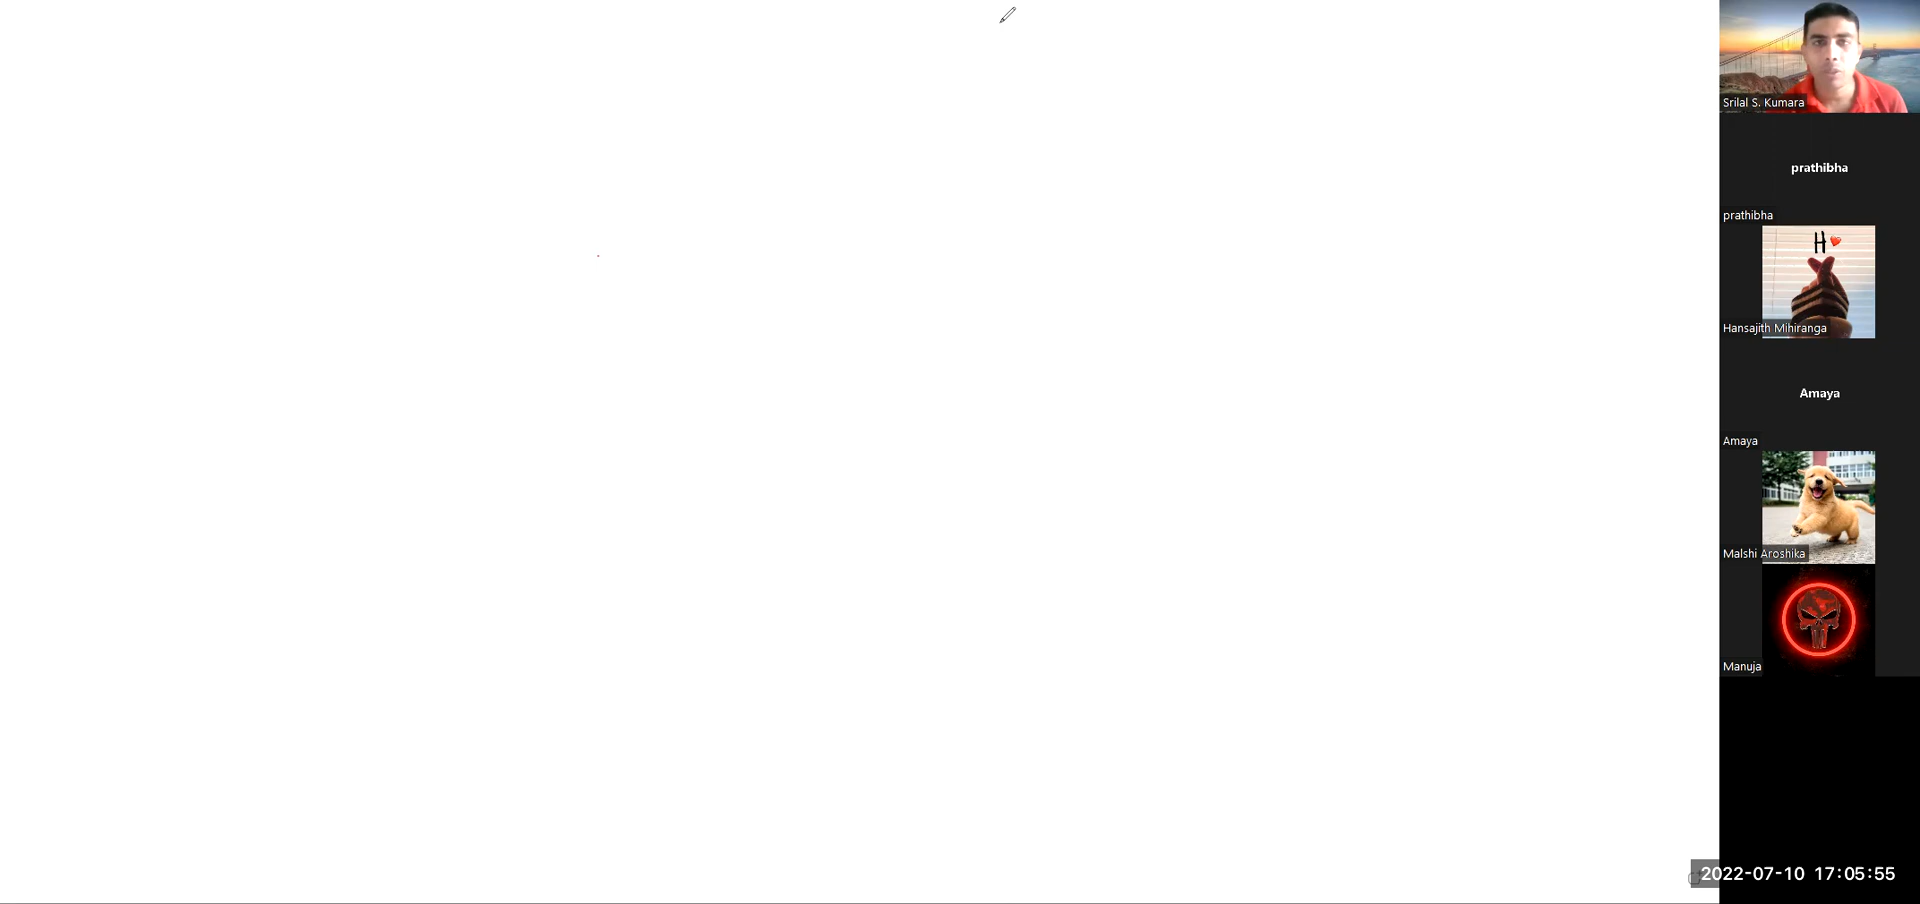 Srilal S. Kumara
prathibha
prathibha
H
Hansajith Mihiranga
Amaya
Amaya
Malshi Aroshika
Manuja
2022-07-10 17:05:55